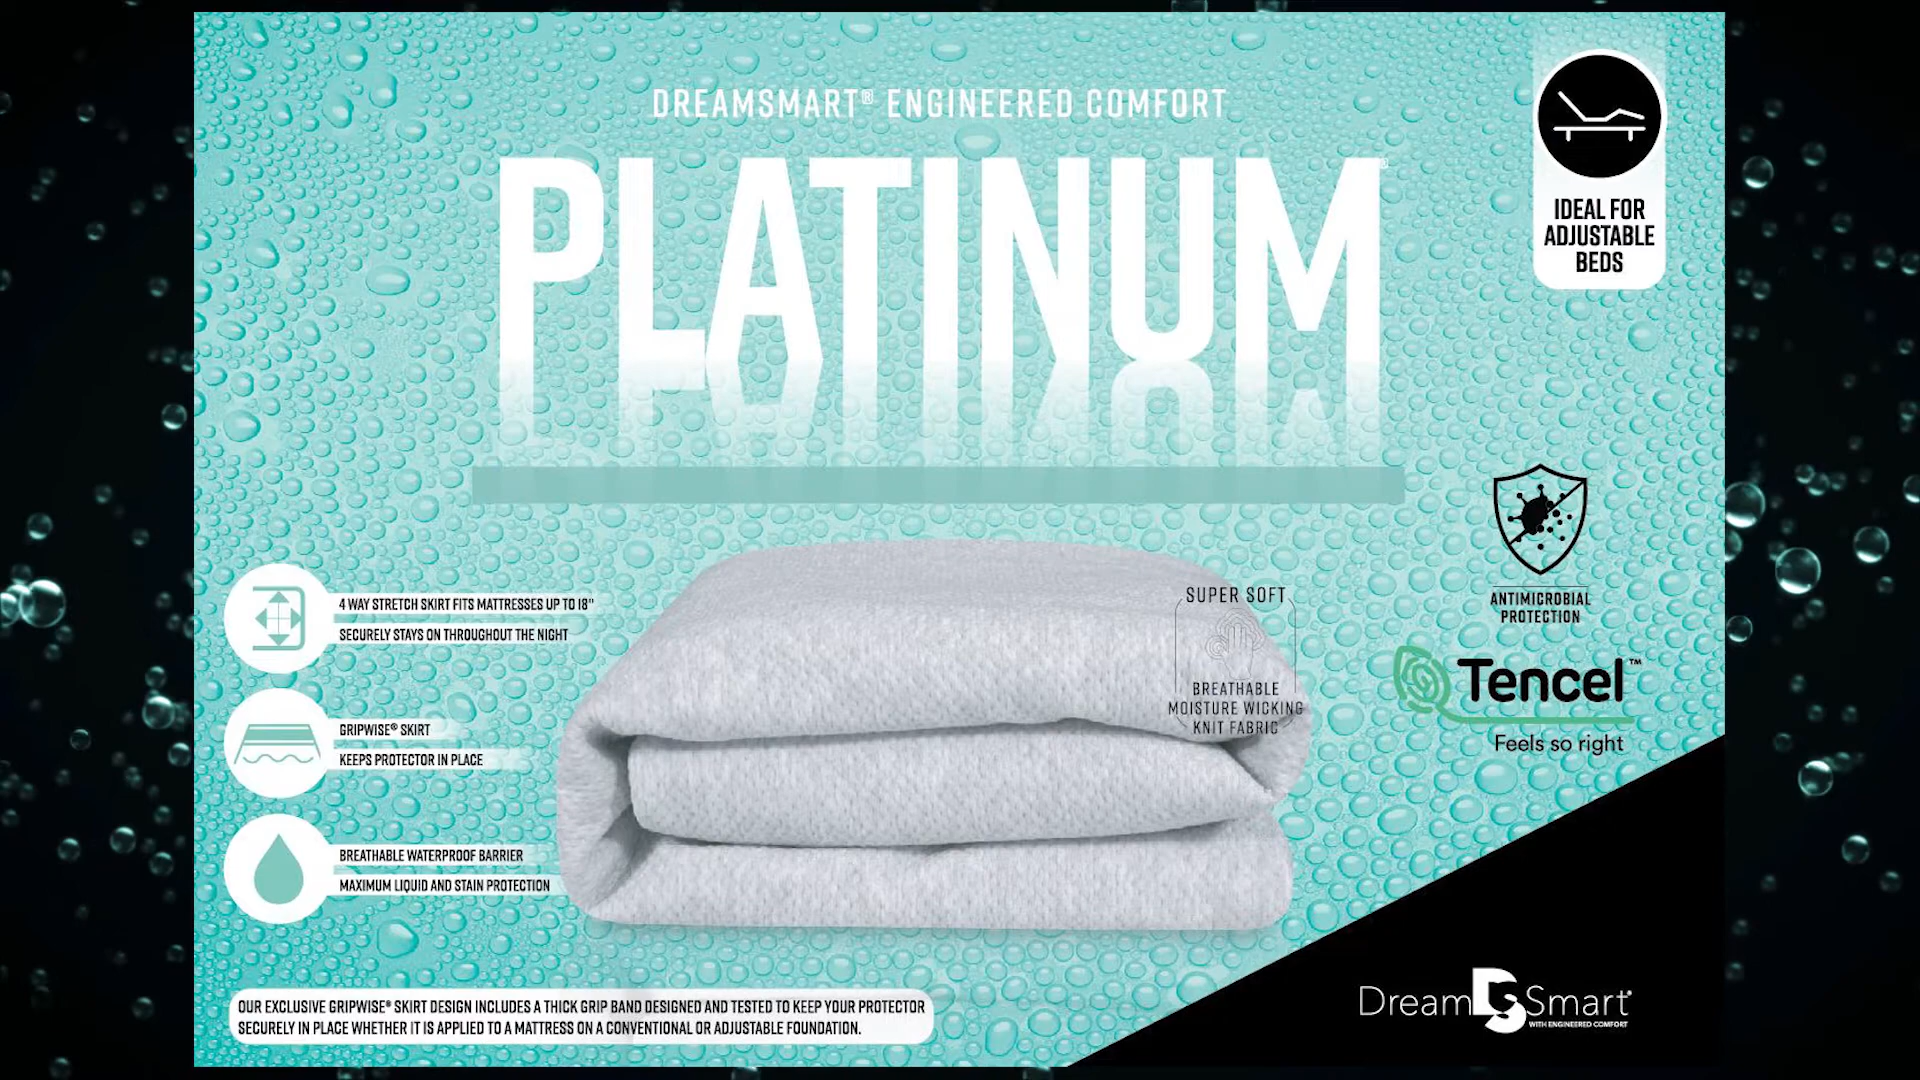 DREAMSMART® ENGINEERED COMFORT
PLATINUM®
IDEAL FOR
ADJUSTABLE
BEDS
4 WAY STRETCH SKIRT FITS MATTRESSES UP TO 18"
SECURELY STAYS ON THROUGHOUT THE NIGHT
GRIPWISE® SKIRT
KEEPS PROTECTOR IN PLACE
BREATHABLE WATERPROOF BARRIER
MAXIMUM LIQUID AND STAIN PROTECTION
SUPER SOFT
BREATHABLE
MOISTURE WICKING
KNIT FABRIC
ANTIMICROBIAL
PROTECTION
Tencel™
Feels so right
OUR EXCLUSIVE GRIPWISE® SKIRT DESIGN INCLUDES A THICK GRIP BAND DESIGNED AND TESTED TO KEEP YOUR PROTECTOR
SECURELY IN PLACE WHETHER IT IS APPLIED TO A MATTRESS ON A CONVENTIONAL OR ADJUSTABLE FOUNDATION.
Dream DS Smart®
WITH ENGINEERED COMFORT